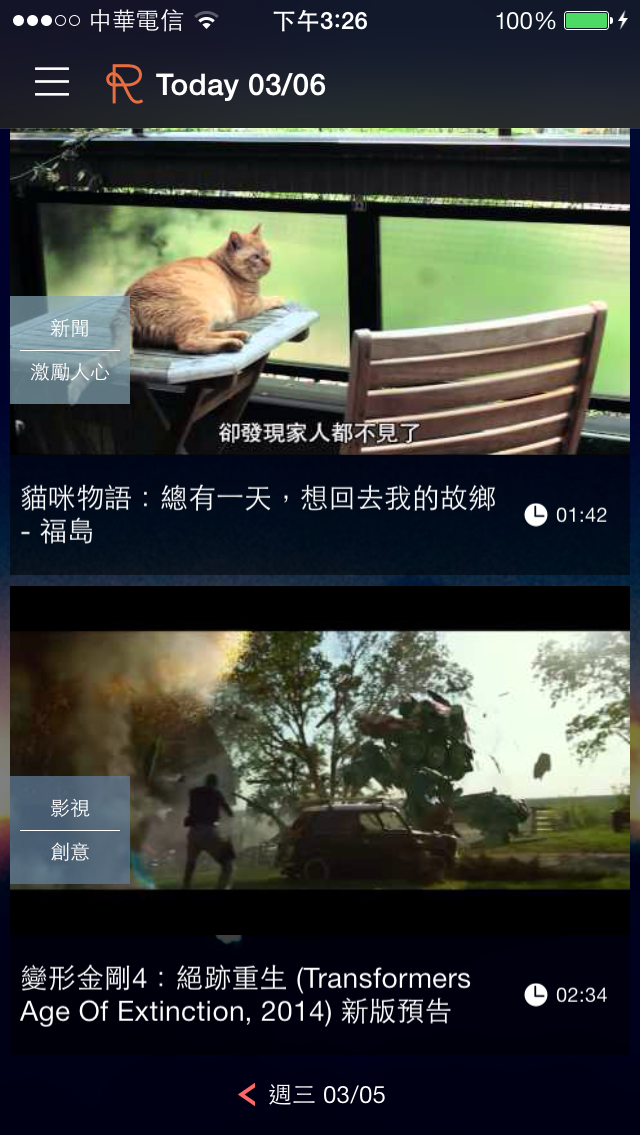 中華電信 下午3:26 100%
R Today 03/06
新聞
激勵人心
卻發現家人都不見了
貓咪物語：總有一天，想回去我的故鄉
- 福島
01:42
影視
創意
變形金剛4：絕跡重生 (Transformers
Age Of Extinction, 2014) 新版預告
02:34
< 週三 03/05